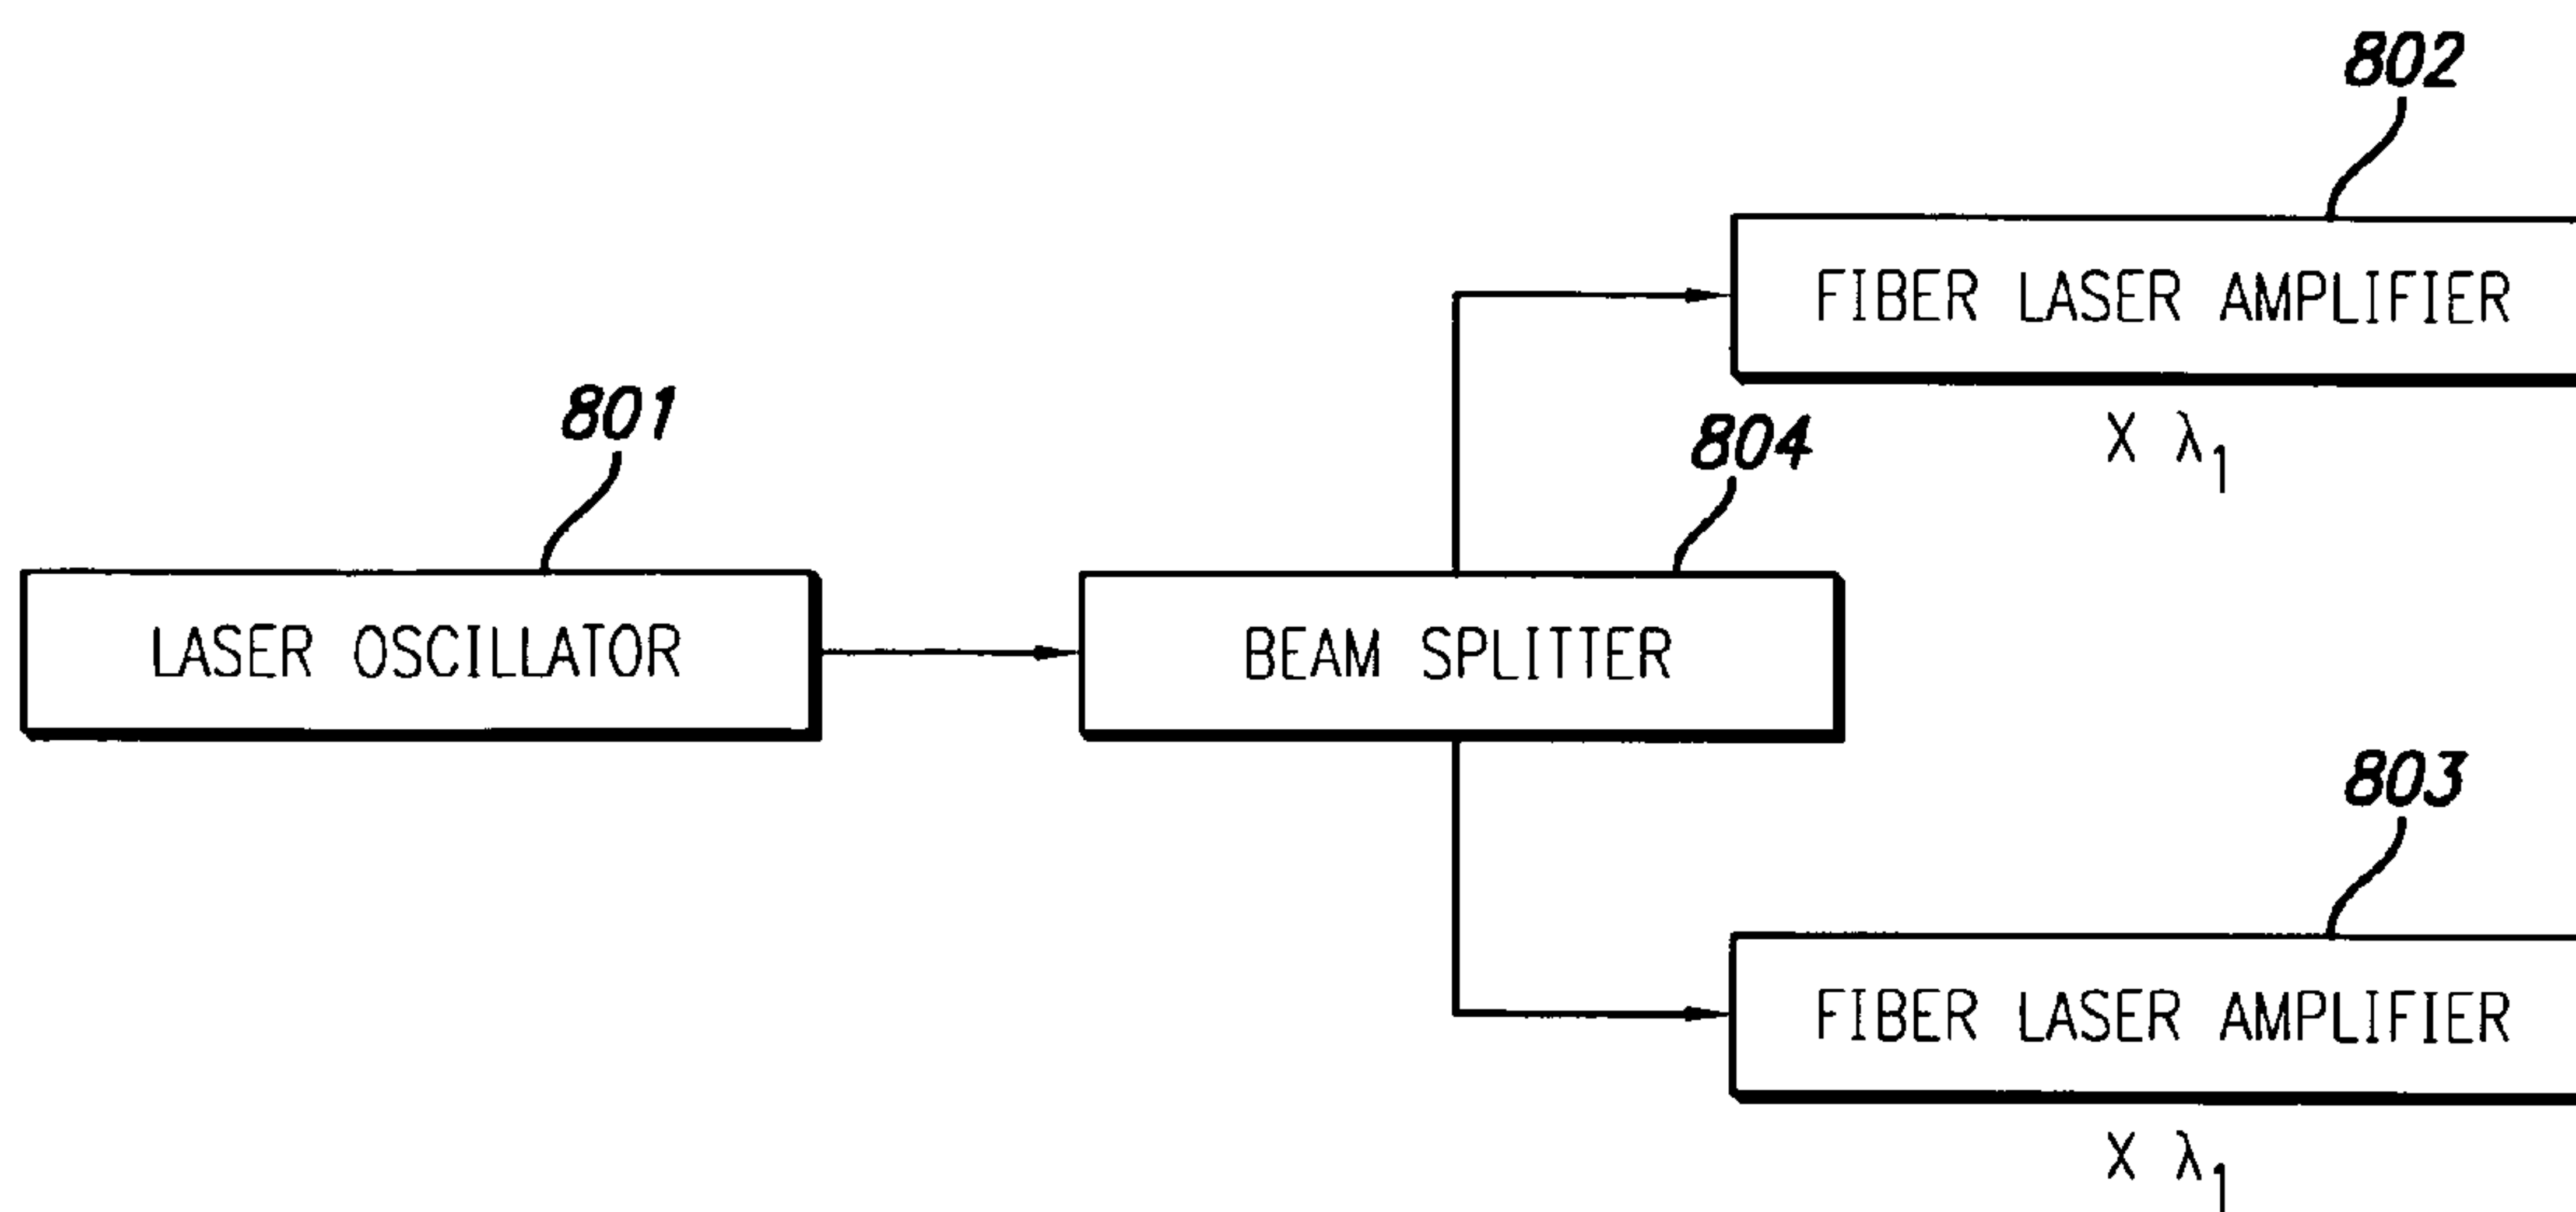 802
FIBER LASER AMPLIFIER
X λ1
801
804
LASER OSCILLATOR
BEAM SPLITTER
803
FIBER LASER AMPLIFIER
X λ1